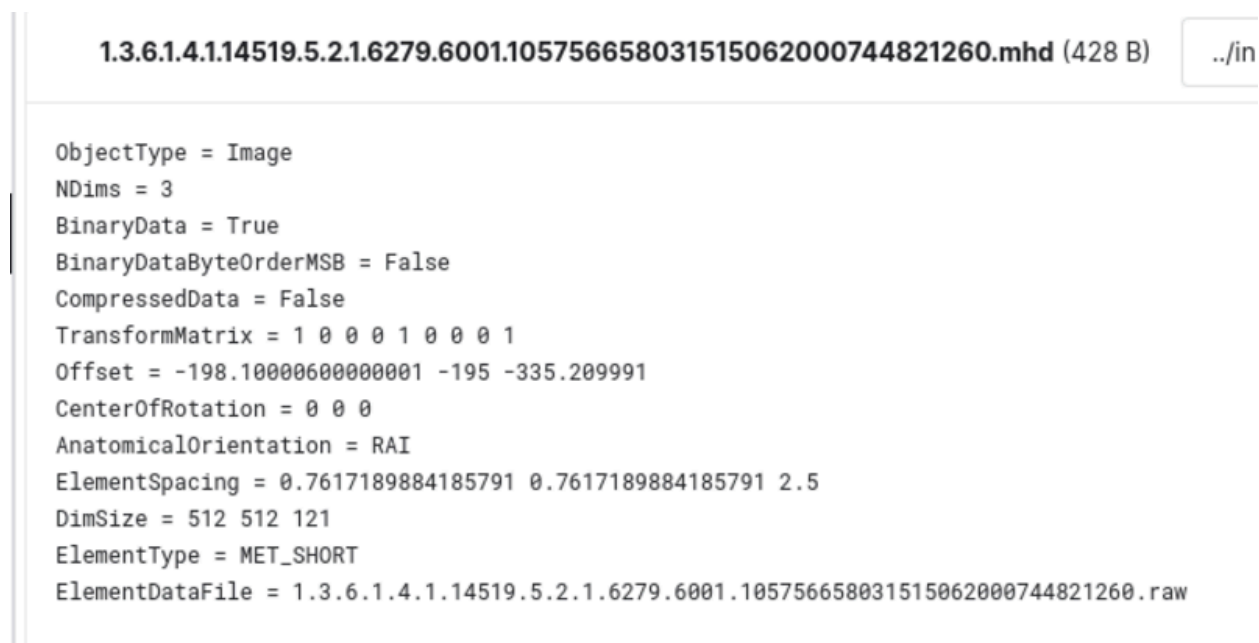 1.3.6.1.4.1.14519.5.2.1.6279.6001.105756658031515062000744821260.mhd (428 B) ../in
ObjectType = Image
NDims = 3
BinaryData = True
BinaryDataByteOrderMSB = False
CompressedData = False
TransformMatrix = 1 0 0 0 1 0 0 0 1
Offset = -198.10000600000001 -195 -335.209991
CenterOfRotation = 0 0 0
AnatomicalOrientation = RAI
ElementSpacing = 0.7617189884185791 0.7617189884185791 2.5
DimSize = 512 512 121
ElementType = MET_SHORT
ElementDataFile = 1.3.6.1.4.1.14519.5.2.1.6279.6001.105756658031515062000744821260.raw